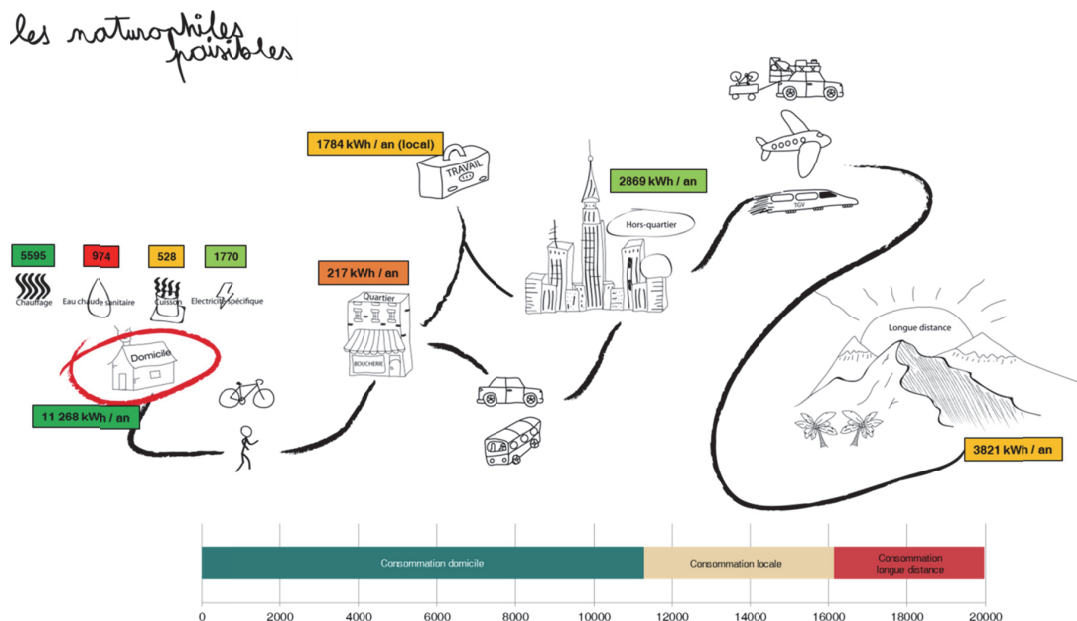 les naturophiles
paisibles
1784 kWh / an (local)
TRAVAIL
2869 kWh / an
TGV
Hors-quartier
5595
974
528
1770
Chauffage
Eau chaude sanitaire
Cuisson
Electricité spécifique
217 kWh / an
Quartier
BOUCHERIE
Domicile
Longue distance
11 268 kWh / an
3821 kWh / an
Consommation domicile
Consommation locale
Consommation
longue distance
0
2000
4000
6000
8000
10000
12000
14000
16000
18000
20000